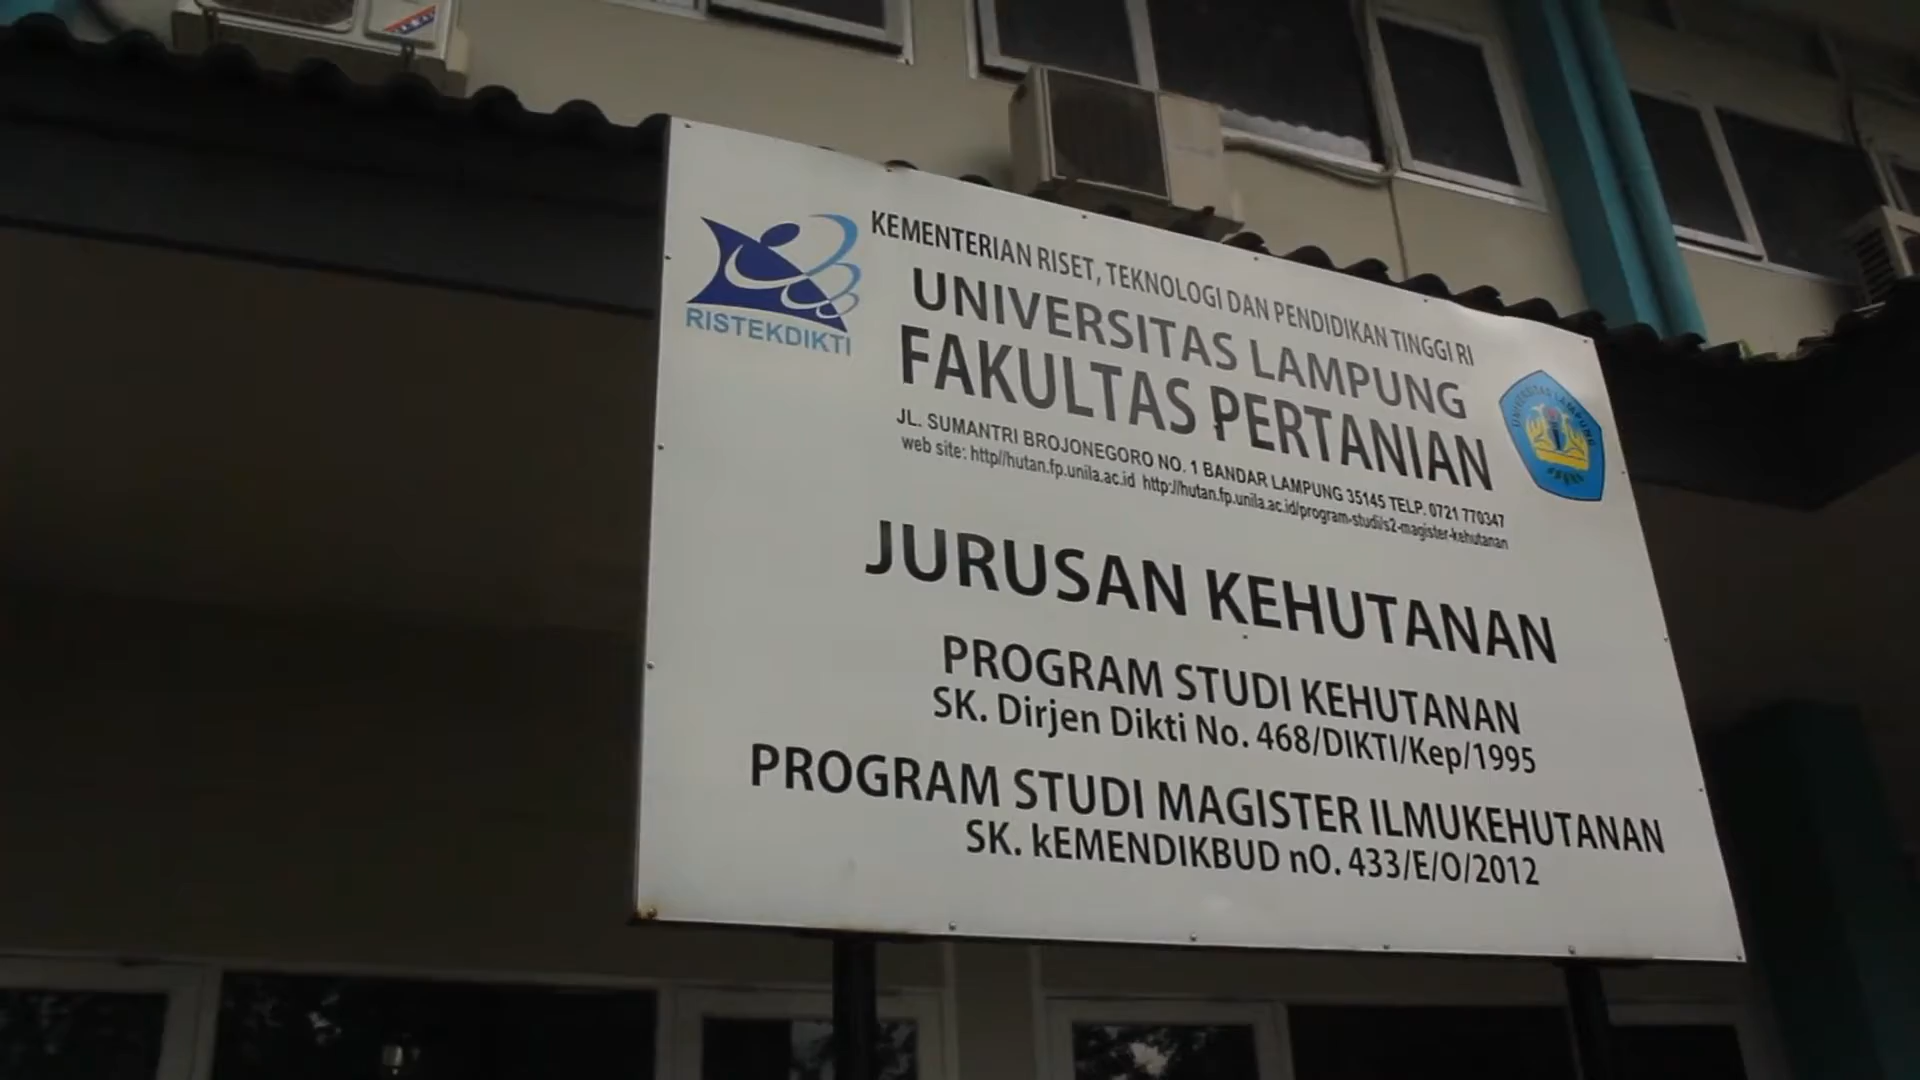 KEMENTERIAN RISET, TEKNOLOGI DAN PENDIDIKAN TINGGI RI
RISTEKDIKTI
UNIVERSITAS LAMPUNG
FAKULTAS PERTANIAN
UNIVERSITAS LAMPUNG
JL. SUMANTRI BROJONEGORO NO. 1 BANDAR LAMPUNG 35145 TELP. 0721 770347
web site: http//hutan.fp.unila.ac.id http://hutan.fp.unila.ac.id/program-studi/s2-magister-kehutanan
JURUSAN KEHUTANAN
PROGRAM STUDI KEHUTANAN
SK. Dirjen Dikti No. 468/DIKTI/Kep/1995
PROGRAM STUDI MAGISTER ILMUKEHUTANAN
SK. kEMENDIKBUD nO. 433/E/O/2012